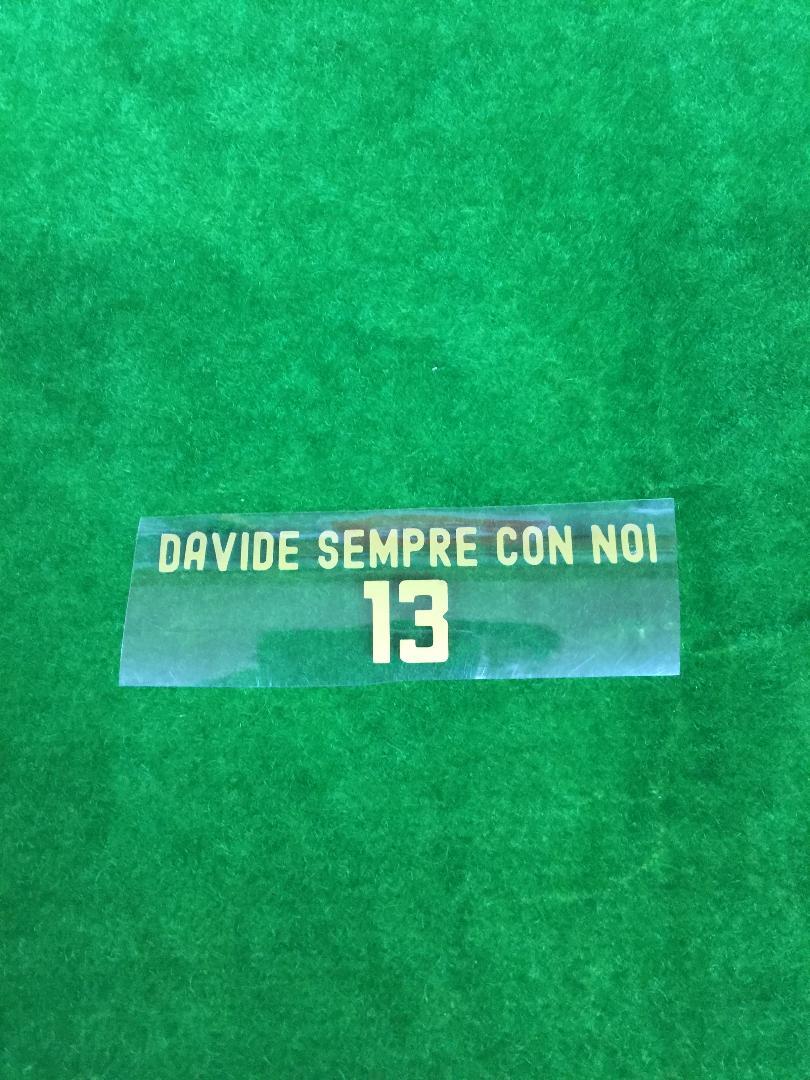 DAVIDE SEMPRE CON NOI
13